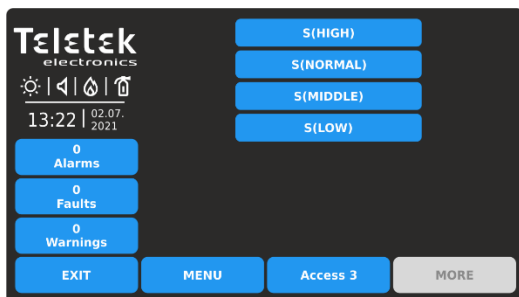 Teletek
electronics
13:22 02.07.
2021
0
Alarms
0
Faults
0
Warnings
S(HIGH)
S(NORMAL)
S(MIDDLE)
S(LOW)
EXIT MENU Access 3 MORE